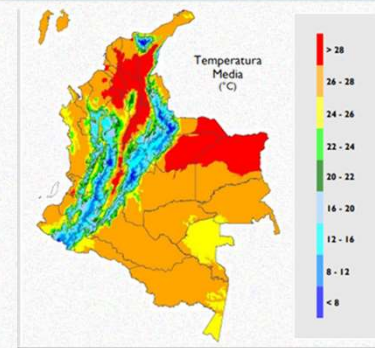 Temperatura
Media
(°C)
> 28
26 - 28
24 - 26
22 - 24
20 - 22
16 - 20
12 - 16
8 - 12
< 8